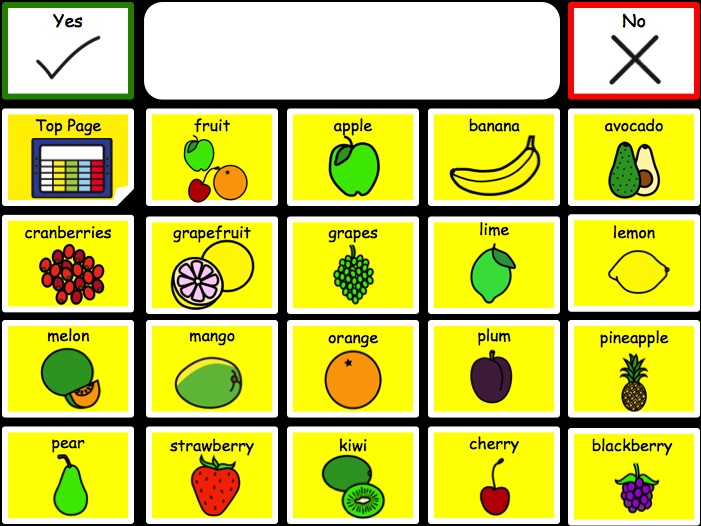 Yes
No
Top Page
fruit
apple
banana
avocado
cranberries
grapefruit
grapes
lime
lemon
melon
mango
orange
plum
pineapple
pear
strawberry
kiwi
cherry
blackberry